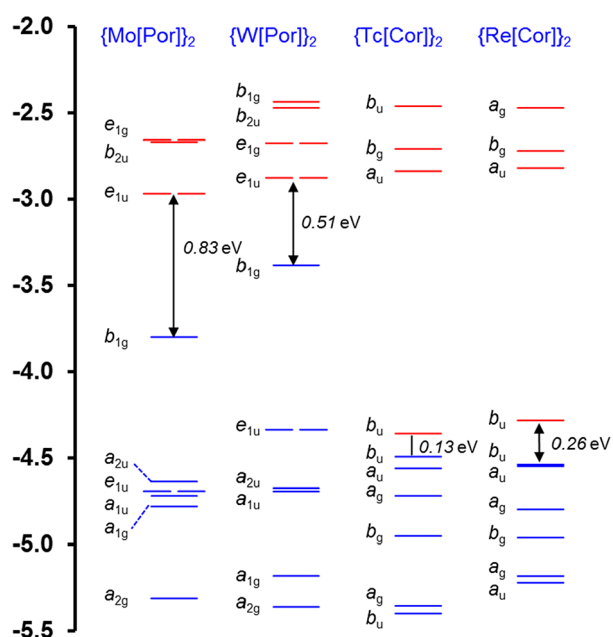 {Mo[Por]}₂ {W[Por]}₂ {Tc[Cor]}₂ {Re[Cor]}₂
-2.0
-2.5
-3.0
-3.5
-4.0
-4.5
-5.0
-5.5
e₁g
b₂u
e₁u
0.83 eV
b₁g
a₂u
e₁u
a₁u
a₁g
a₂g
b₁g
b₂u
e₁g
e₁u
0.51 eV
b₁g
e₁u
a₂u
a₁u
a₁g
a₂g
bu
bg
au
bu
0.13 eV
bu
au
ag
bg
ag
bu
ag
bg
au
bu
0.26 eV
bu
au
ag
bg
ag
au